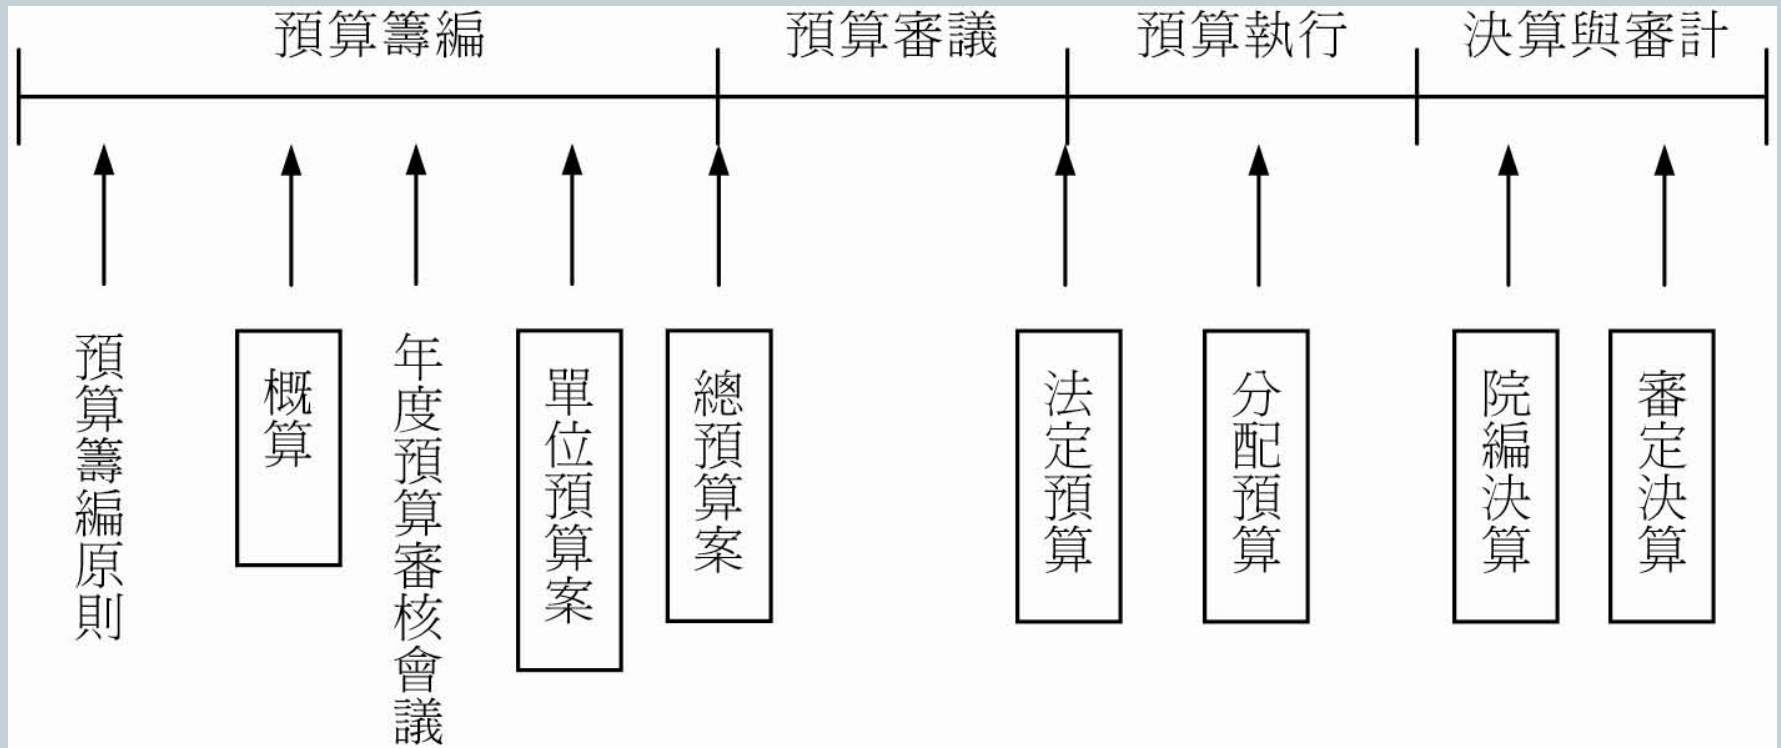 預算籌編
預算審議
預算執行
決算與審計
預算籌編原則
概算
年度預算審核會議
單位預算案
總預算案
法定預算
分配預算
院編決算
審定決算